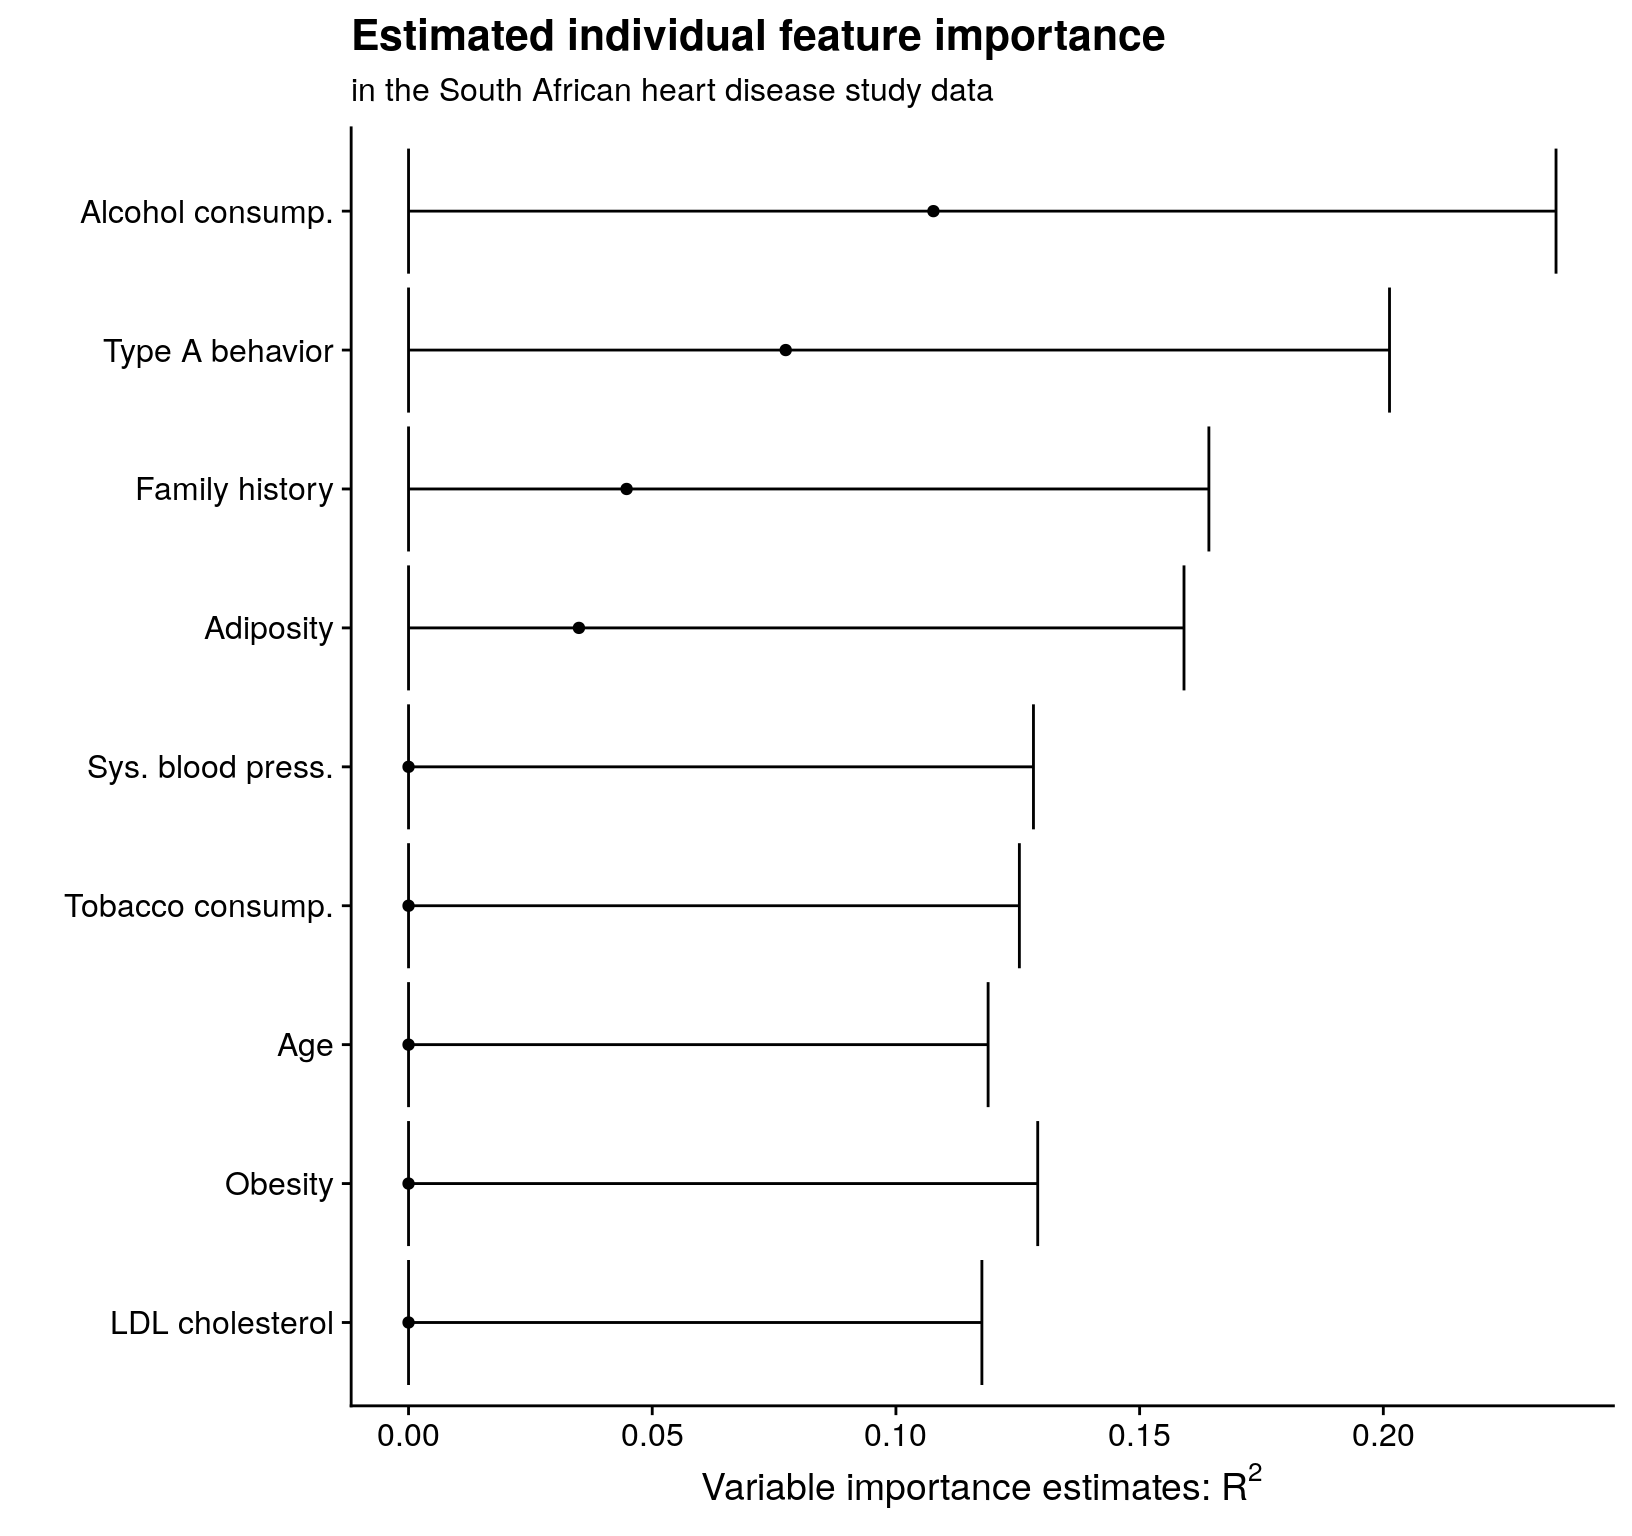 Estimated individual feature importance
in the South African heart disease study data
Alcohol consump.
Type A behavior
Family history
Adiposity
Sys. blood press.
Tobacco consump.
Age
Obesity
LDL cholesterol
0.00 0.05 0.10 0.15 0.20
Variable importance estimates: R²